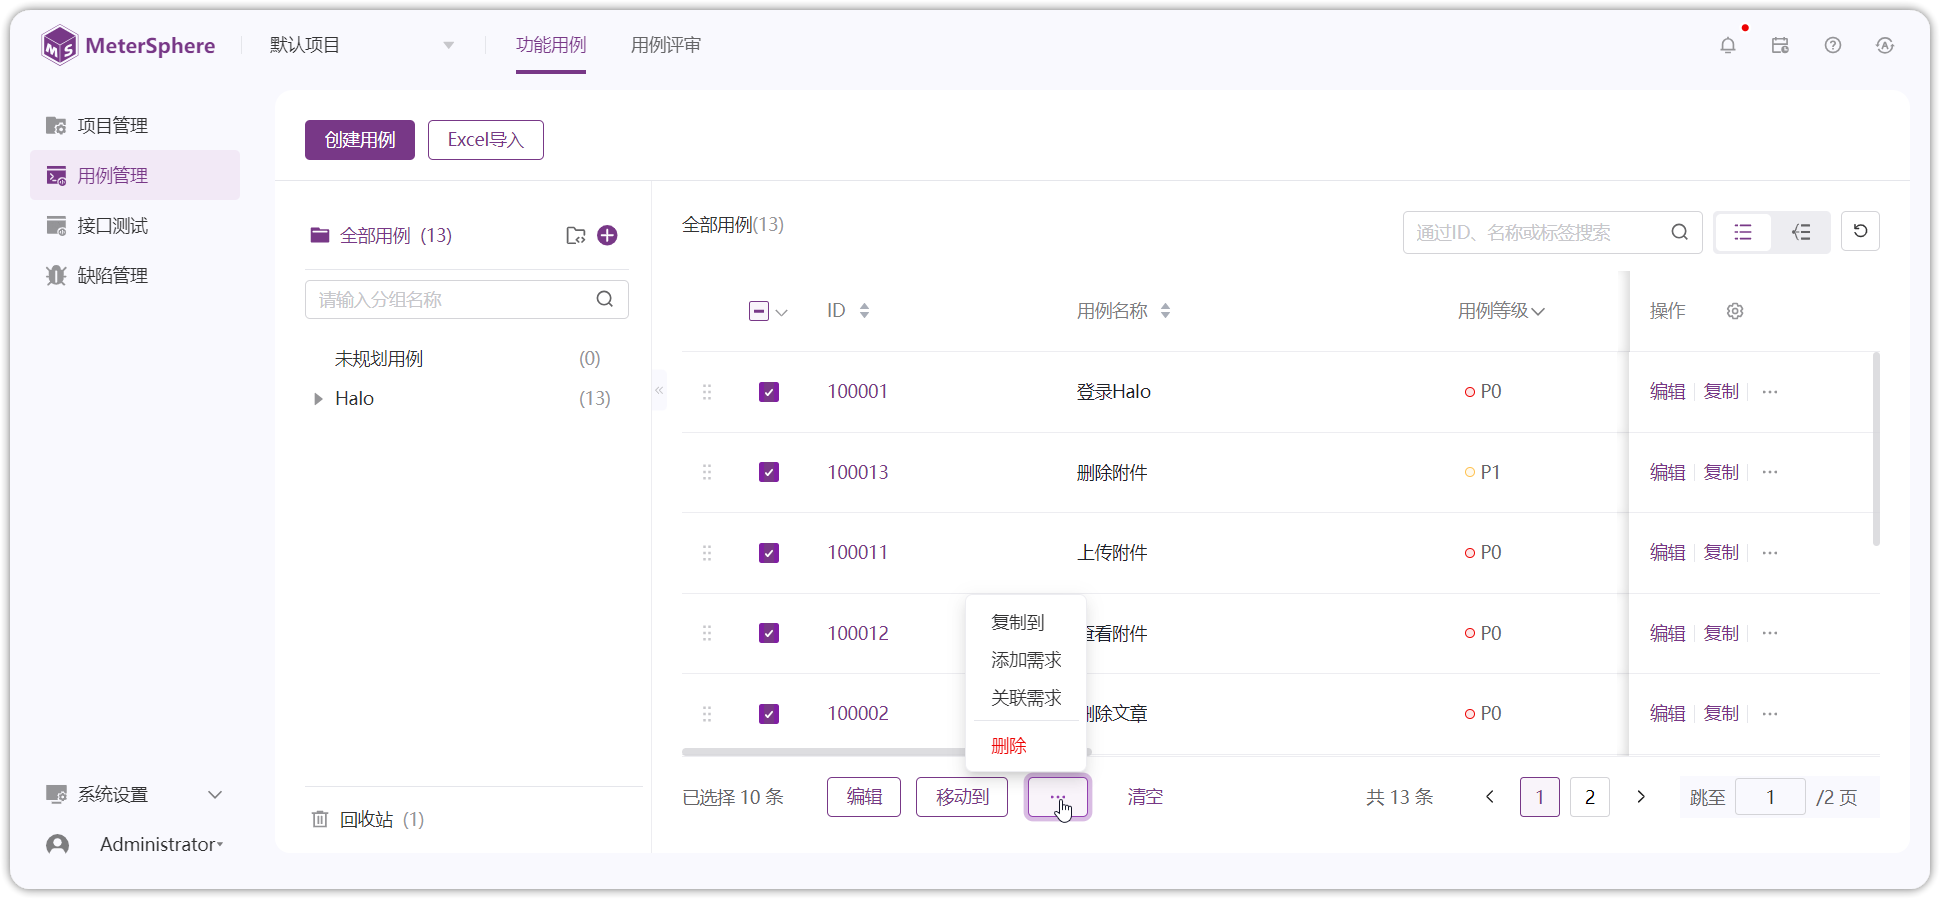 MeterSphere
默认项目
功能用例
用例评审
项目管理
用例管理
接口测试
缺陷管理
系统设置
Administrator
创建用例
Excel导入
全部用例 (13)
请输入分组名称
未规划用例 (0)
Halo (13)
回收站 (1)
全部用例(13)
通过ID、名称或标签搜索
ID 用例名称 用例等级 操作
100001 登录Halo P0 编辑 复制 ···
100013 删除附件 P1 编辑 复制 ···
100011 上传附件 P0 编辑 复制 ···
100012 查看附件 P0 编辑 复制 ···
100002 删除文章 P0 编辑 复制 ···
复制到
添加需求
关联需求
删除
已选择 10 条 编辑 移动到 ··· 清空 共 13 条 1 2 跳至 1 /2 页